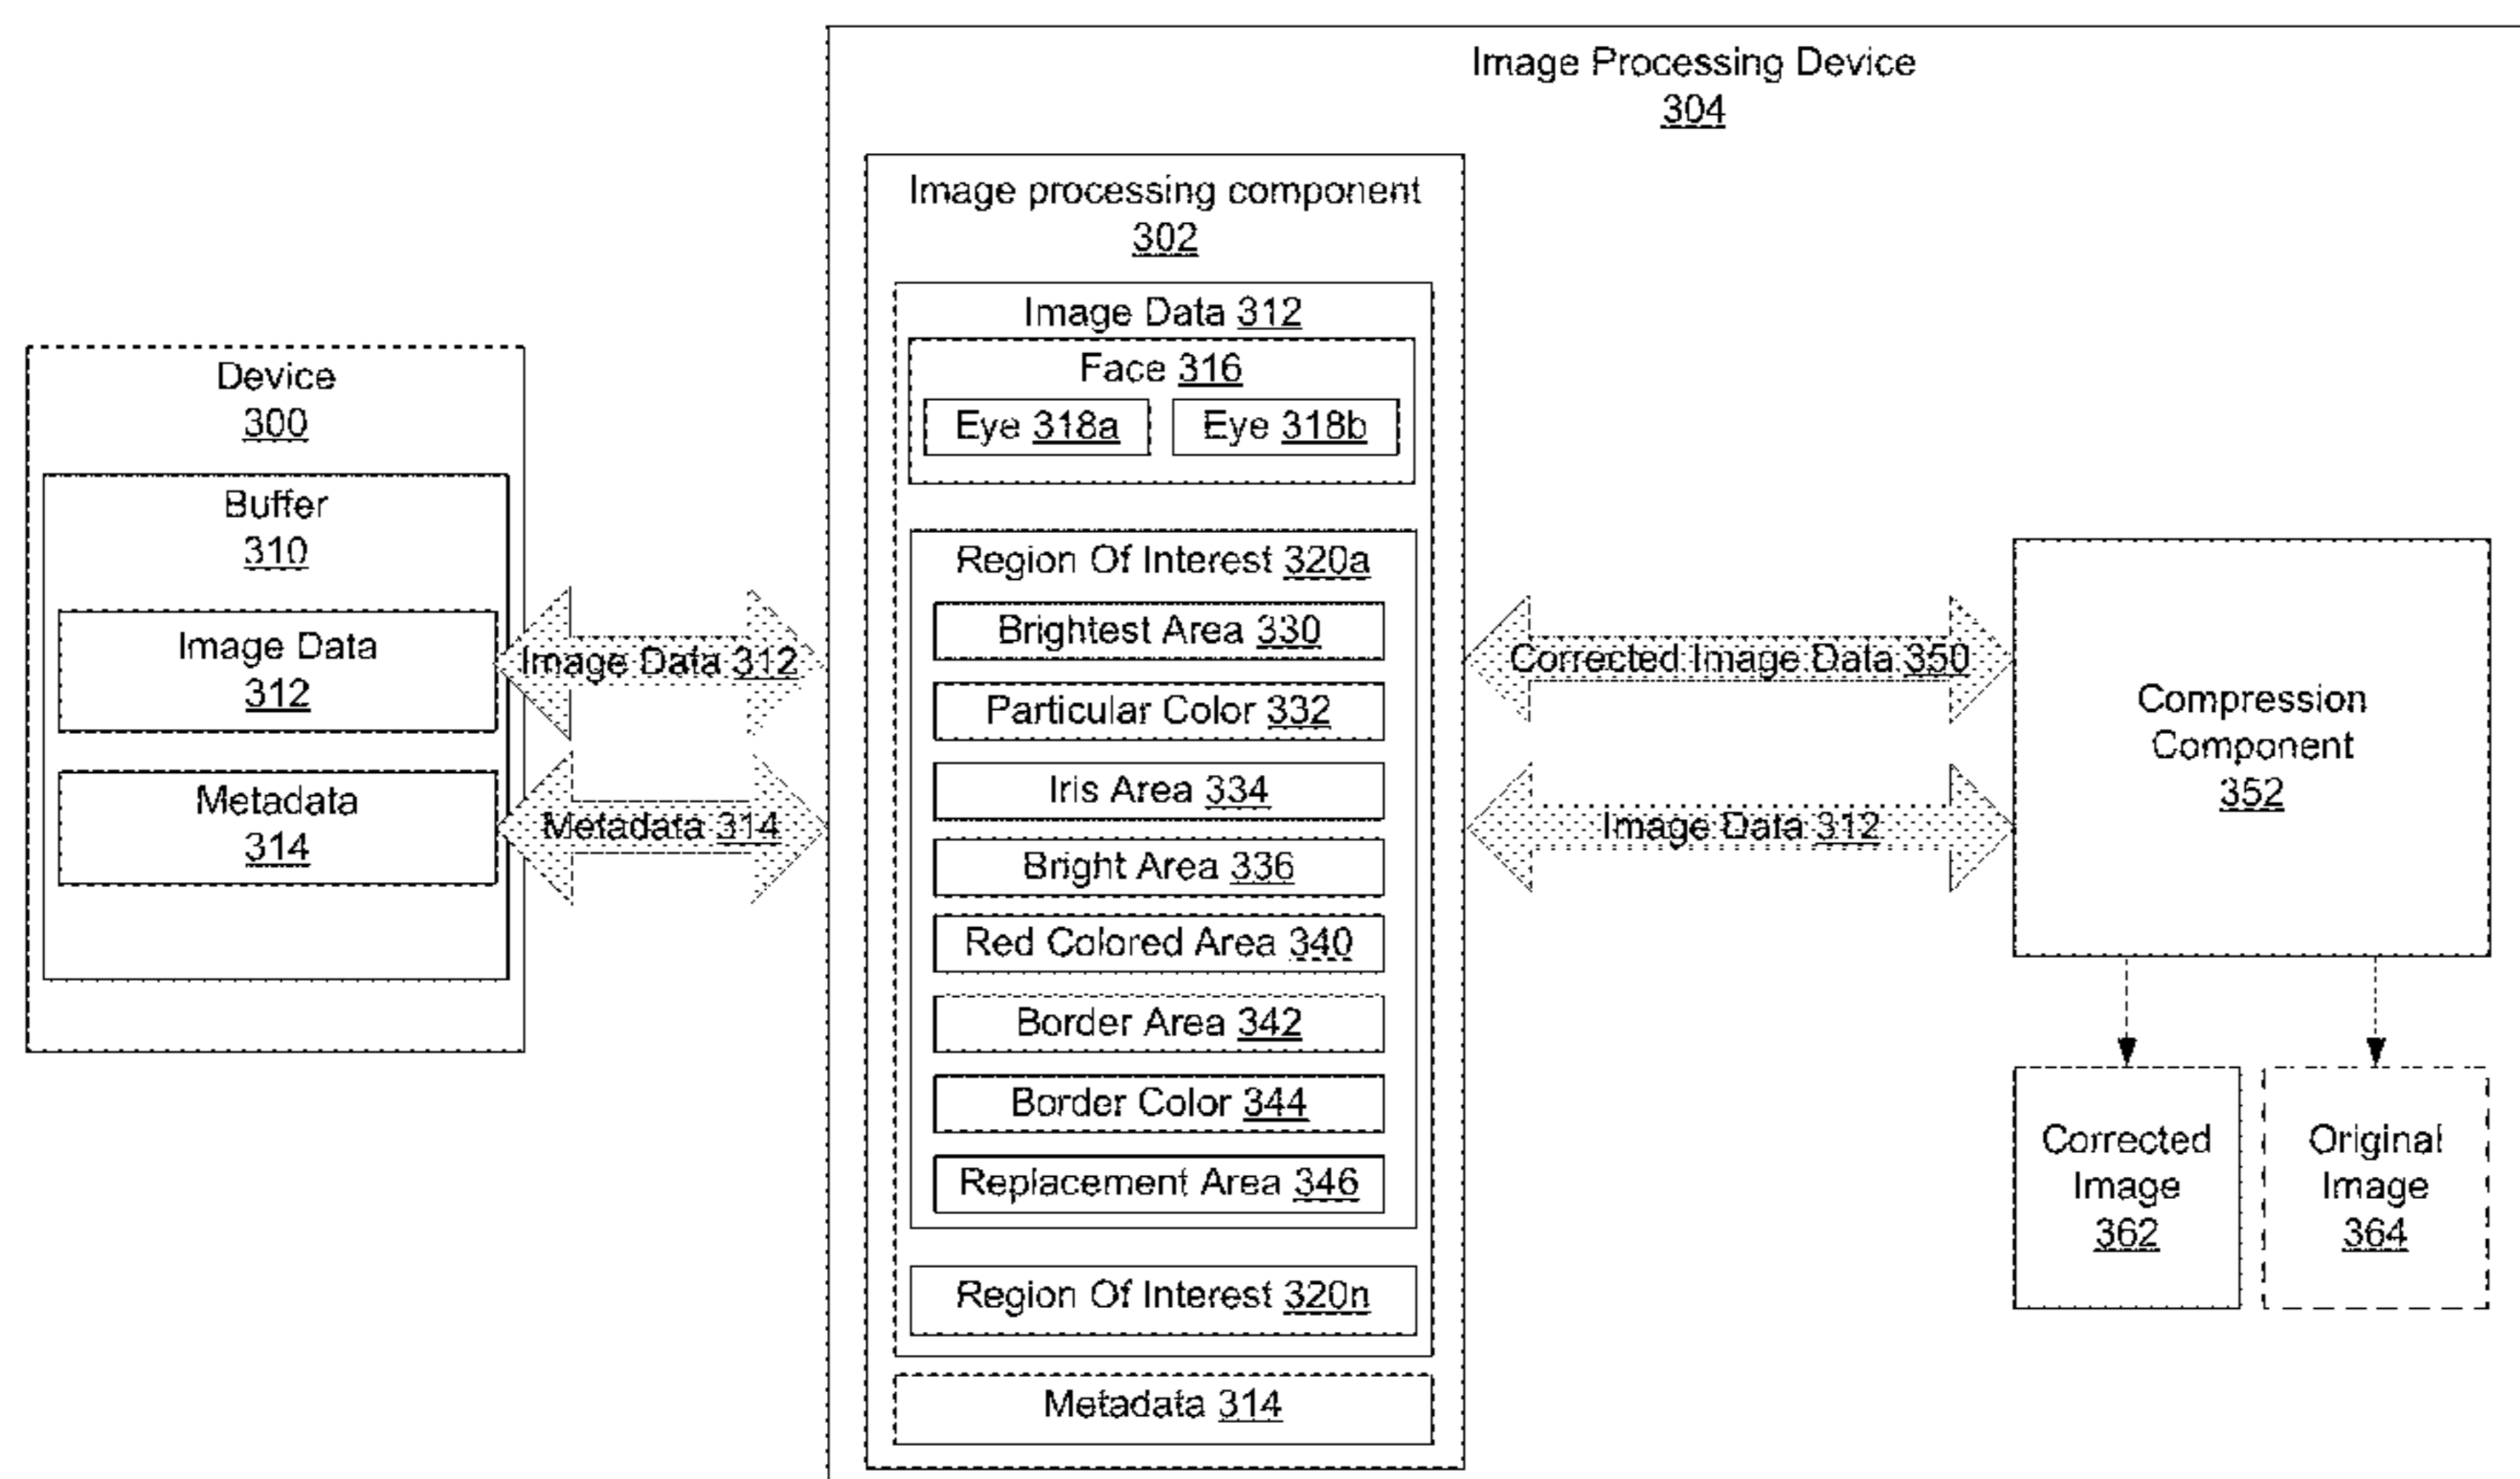 Image Processing Device
304
Image processing component
302
Image Data 312
Face 316
Eye 318a
Eye 318b
Device
300
Buffer
310
Image Data
312
Metadata
314
Image Data 312
Metadata 314
Region Of Interest 320a
Brightest Area 330
Particular Color 332
Iris Area 334
Bright Area 336
Red Colored Area 340
Border Area 342
Border Color 344
Replacement Area 346
Region Of Interest 320n
Metadata 314
Corrected Image Data 350
Image Data 312
Compression
Component
352
Corrected
Image
362
Original
Image
364